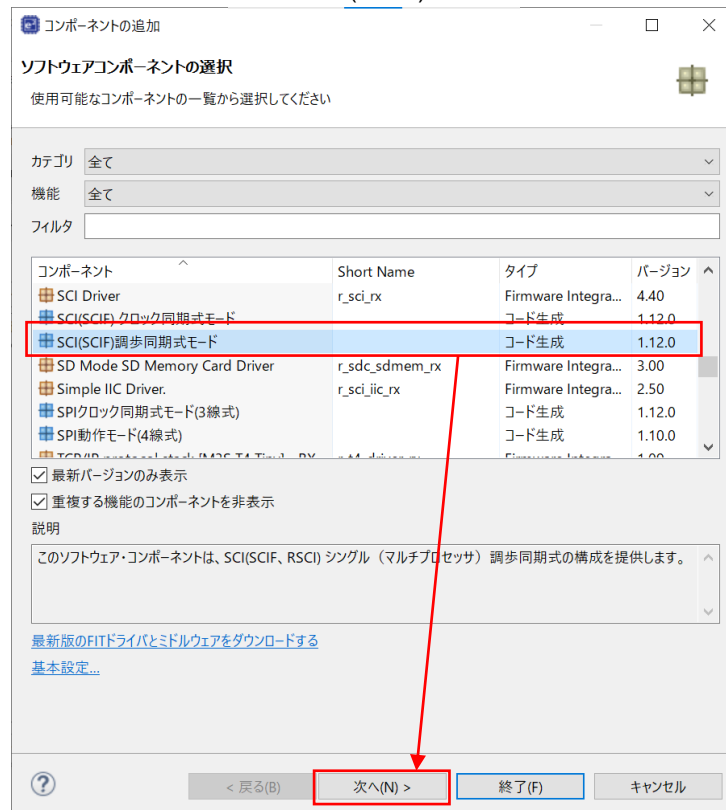 コンポーネントの追加
ソフトウェアコンポーネントの選択
使用可能なコンポーネントの一覧から選択してください
カテゴリ 全て
機能 全て
フィルタ
コンポーネント Short Name タイプ バージョン
SCI Driver r_sci_rx Firmware Integra... 4.40
SCI(SCIF) クロック同期式モード コード生成 1.12.0
SCI(SCIF)調歩同期式モード コード生成 1.12.0
SD Mode SD Memory Card Driver r_sdc_sdmem_rx Firmware Integra... 3.00
Simple IIC Driver. r_sci_iic_rx Firmware Integra... 2.50
SPIクロック同期式モード(3線式) コード生成 1.12.0
SPI動作モード(4線式) コード生成 1.10.0
最新バージョンのみ表示
重複する機能のコンポーネントを非表示
説明
このソフトウェア・コンポーネントは、SCI(SCIF、RSCI) シングル（マルチプロセッサ）調歩同期式の構成を提供します。
最新版のFITドライバとミドルウェアをダウンロードする
基本設定...
? < 戻る(B) 次へ(N) > 終了(F) キャンセル